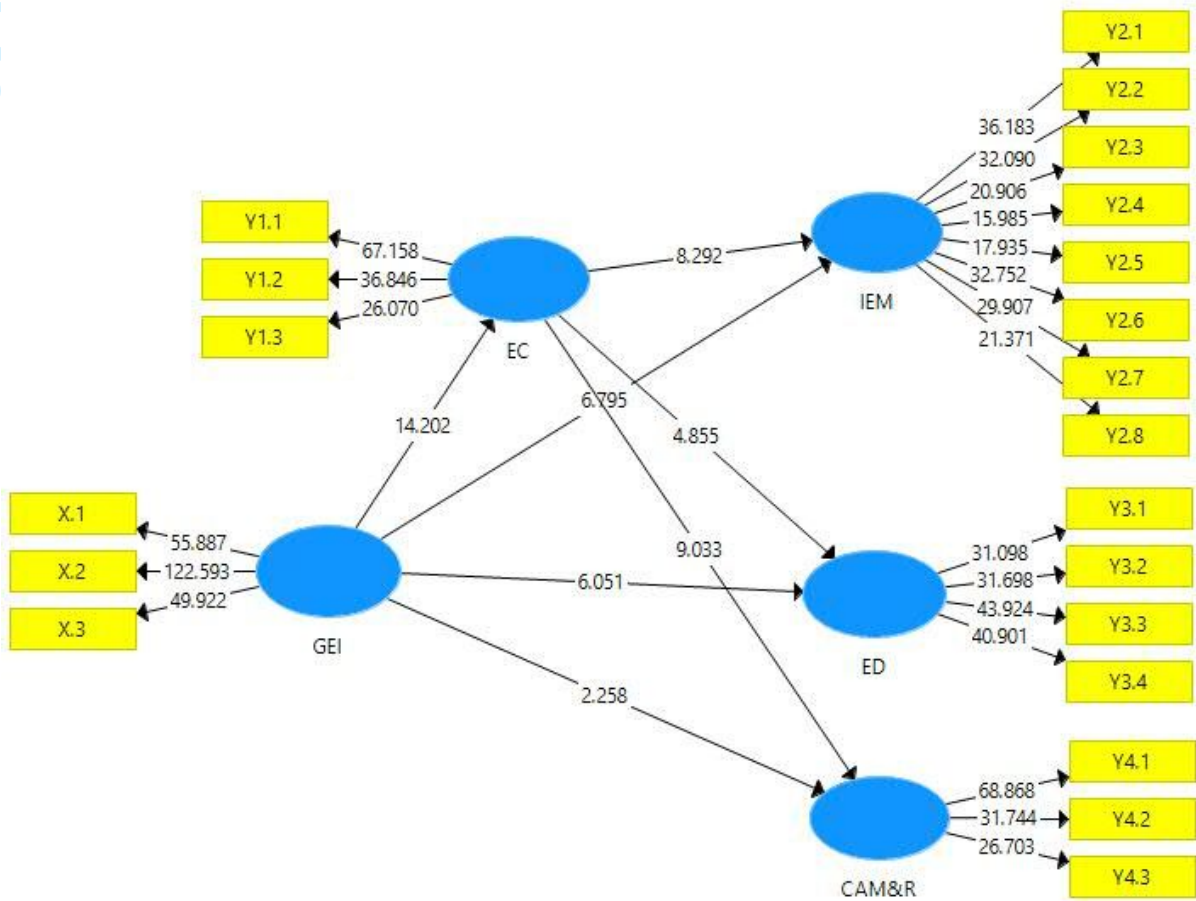 Y2.1
Y2.2
36.183
32.090
Y2.3
20.906
Y2.4
15.985
17.935
Y2.5
32.752
Y2.6
29.907
21.371
Y2.7
Y2.8
IEM
8.292
Y1.1
67.158
Y1.2
36.846
26.070
Y1.3
EC
6.795
14.202
4.855
9.033
X.1
55.887
X.2
122.593
49.922
X.3
GEI
6.051
2.258
Y3.1
31.098
Y3.2
31.698
43.924
Y3.3
40.901
Y3.4
ED
Y4.1
68.868
31.744
Y4.2
26.703
Y4.3
CAM&R